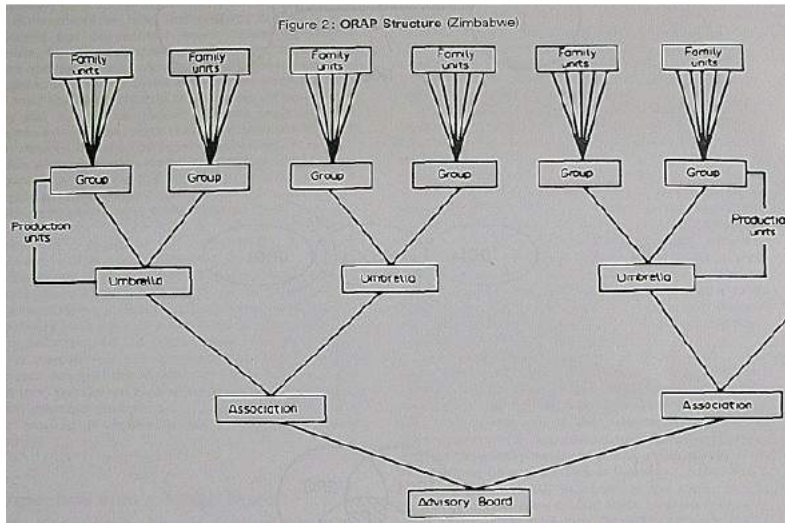 Figure 2: ORAP Structure (Zimbabwe)
Family units
Family units
Family units
Family units
Family units
Family units
Group
Group
Group
Group
Group
Group
Production units
Productio units
Umbrella
Umbrella
Umbrella
Association
Association
Advisory Board